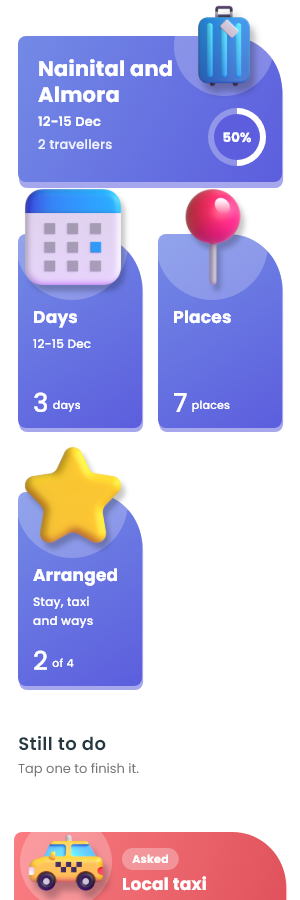 Nainital and
Almora
12-15 Dec
2 travellers
50%
Days
12-15 Dec
3 days
Places
7 places
Arranged
Stay, taxi
and ways
2 of 4
Still to do
Tap one to finish it.
Asked
Local taxi